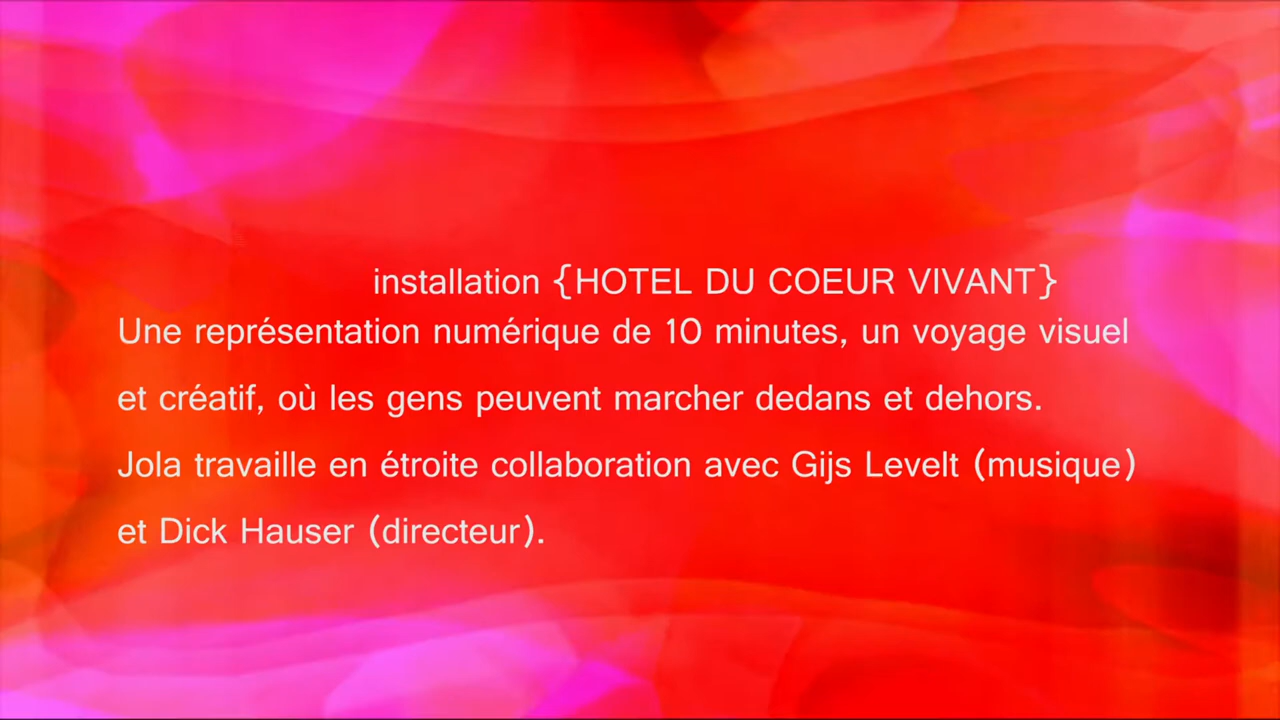 installation {HOTEL DU COEUR VIVANT}
Une représentation numérique de 10 minutes, un voyage visuel
et créatif, où les gens peuvent marcher dedans et dehors.
Jola travaille en étroite collaboration avec Gijs Levelt (musique)
et Dick Hauser (directeur).